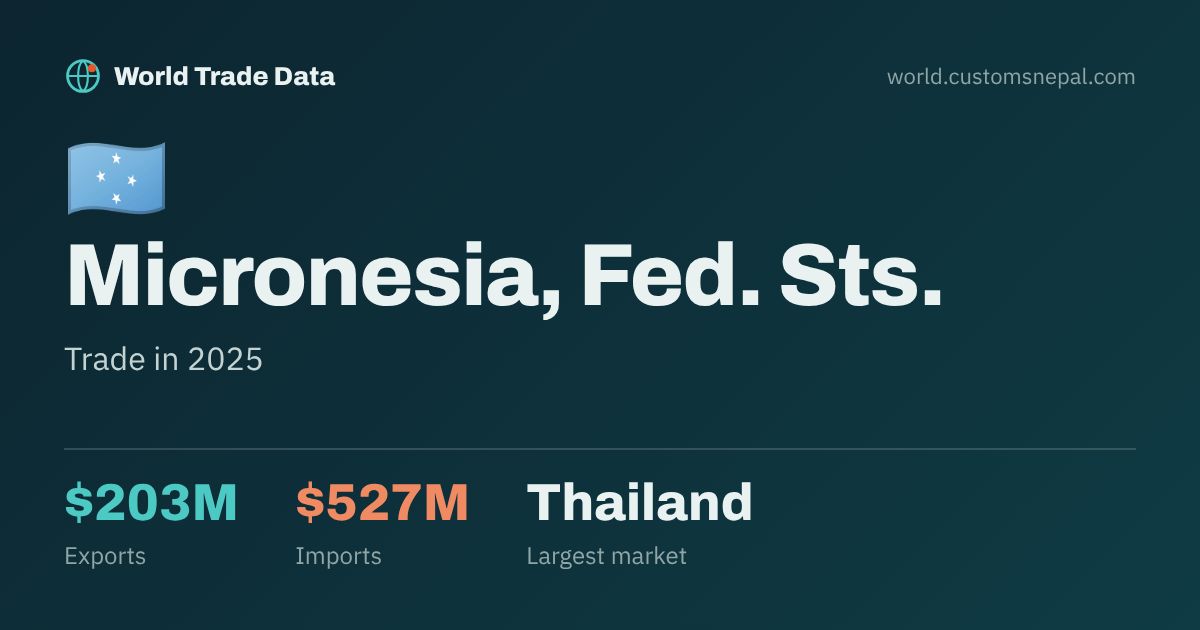 World Trade Data
world.customsnepal.com
Micronesia, Fed. Sts.
Trade in 2025
$203M
Exports
$527M
Imports
Thailand
Largest market